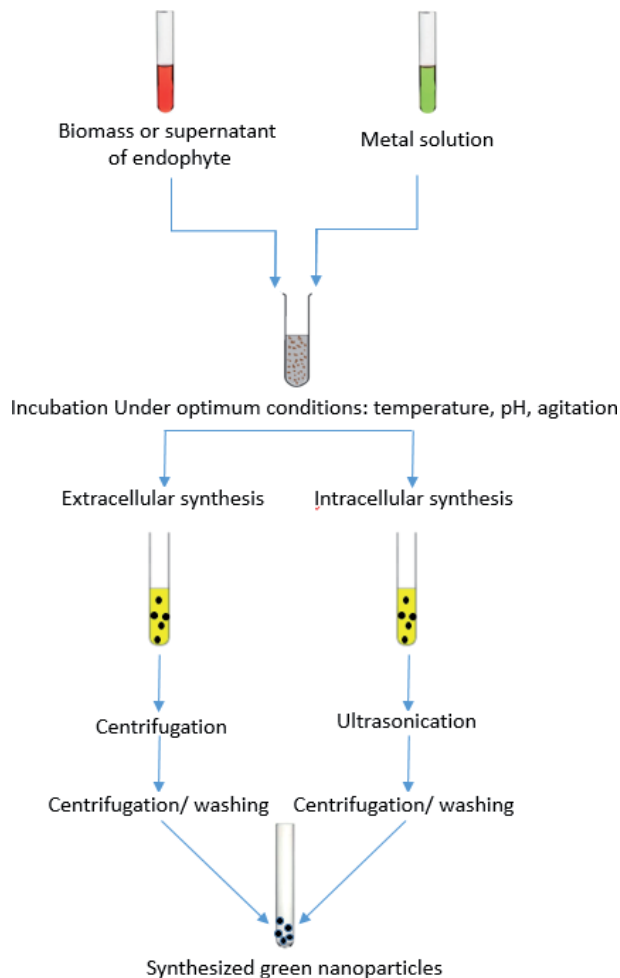 Biomass or supernatant
of endophyte
Metal solution
Incubation Under optimum conditions: temperature, pH, agitation
Extracellular synthesis
Intracellular synthesis
Centrifugation
Ultrasonication
Centrifugation/ washing
Centrifugation/ washing
Synthesized green nanoparticles